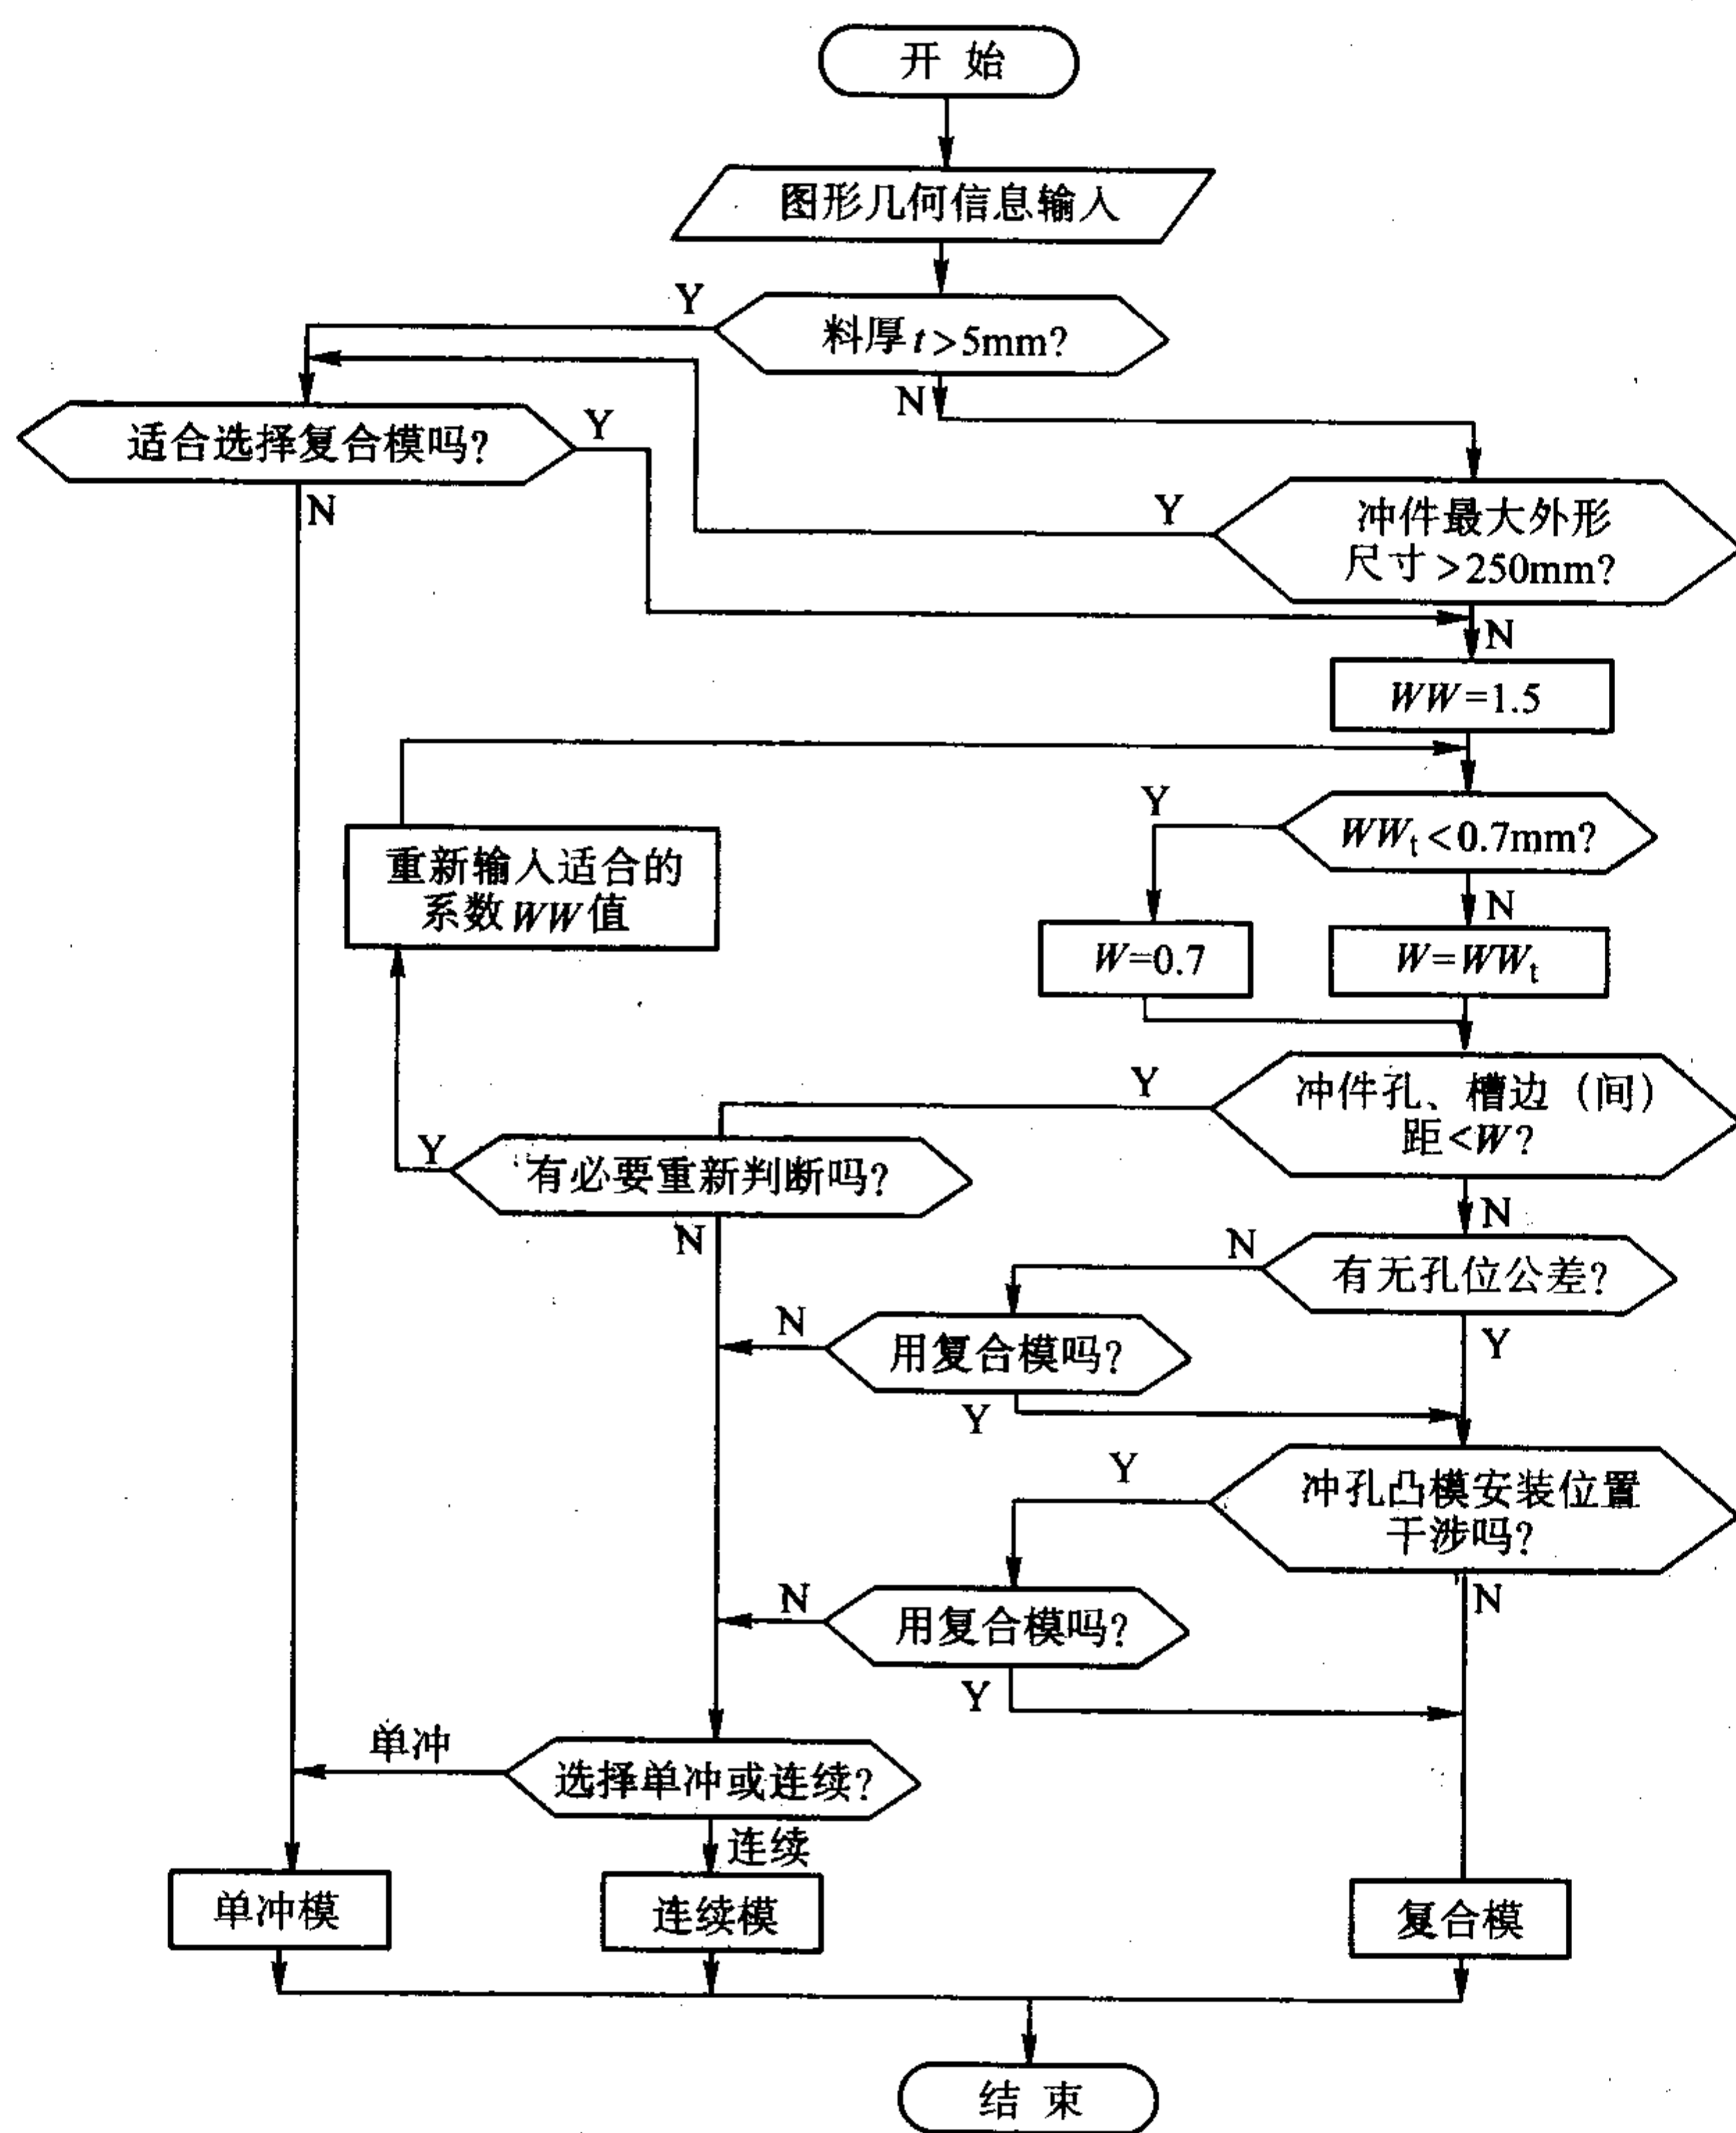 开 始
图形几何信息输入
Y
料厚t>5mm?
N
适合选择复合模吗?
Y
N
Y
冲件最大外形
尺寸>250mm?
N
WW=1.5
Y
WWt<0.7mm?
重新输入适合的
系数WW值
N
W=0.7
W=WWt
Y
冲件孔、槽边（间）
距<W?
Y
有必要重新判断吗?
N
N
N
有无孔位公差?
N
用复合模吗?
Y
Y
Y
冲孔凸模安装位置
干涉吗?
N
用复合模吗?
N
Y
单冲
选择单冲或连续?
连续
单冲模
连续模
复合模
结 束